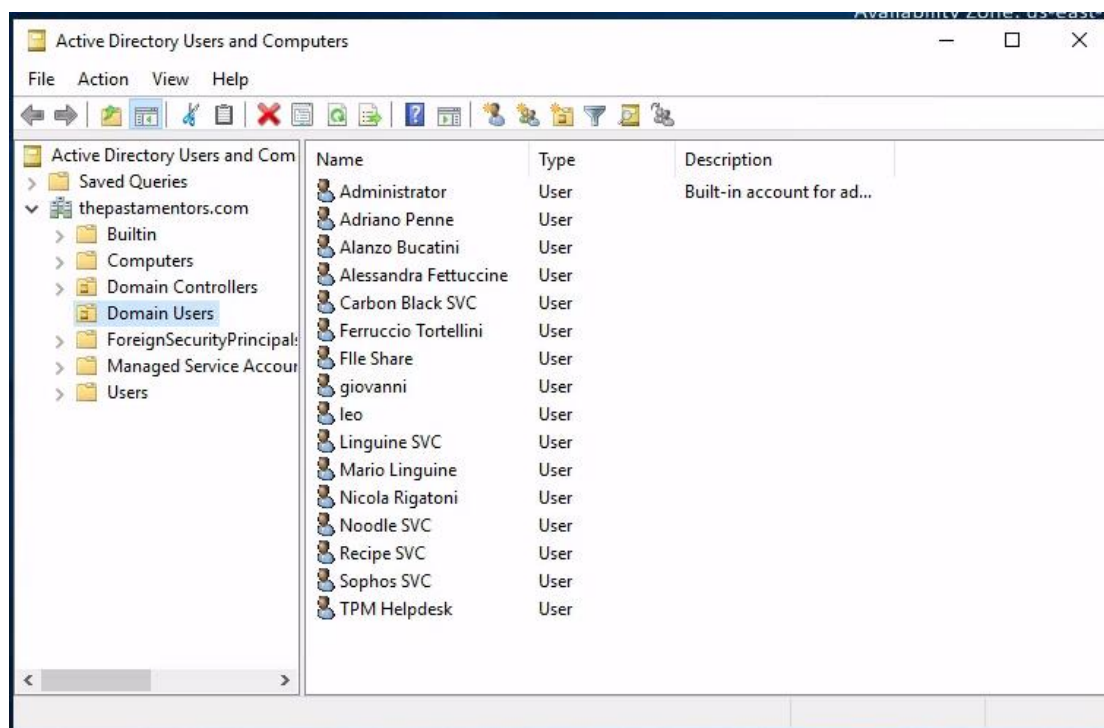 Availability Zone: us-east-
Active Directory Users and Computers
File Action View Help
Active Directory Users and Com
Saved Queries
thepastamentors.com
Builtin
Computers
Domain Controllers
Domain Users
ForeignSecurityPrincipals
Managed Service Accour
Users
Name Type Description
Administrator User Built-in account for ad...
Adriano Penne User
Alanzo Bucatini User
Alessandra Fettuccine User
Carbon Black SVC User
Ferruccio Tortellini User
FIle Share User
giovanni User
leo User
Linguine SVC User
Mario Linguine User
Nicola Rigatoni User
Noodle SVC User
Recipe SVC User
Sophos SVC User
TPM Helpdesk User